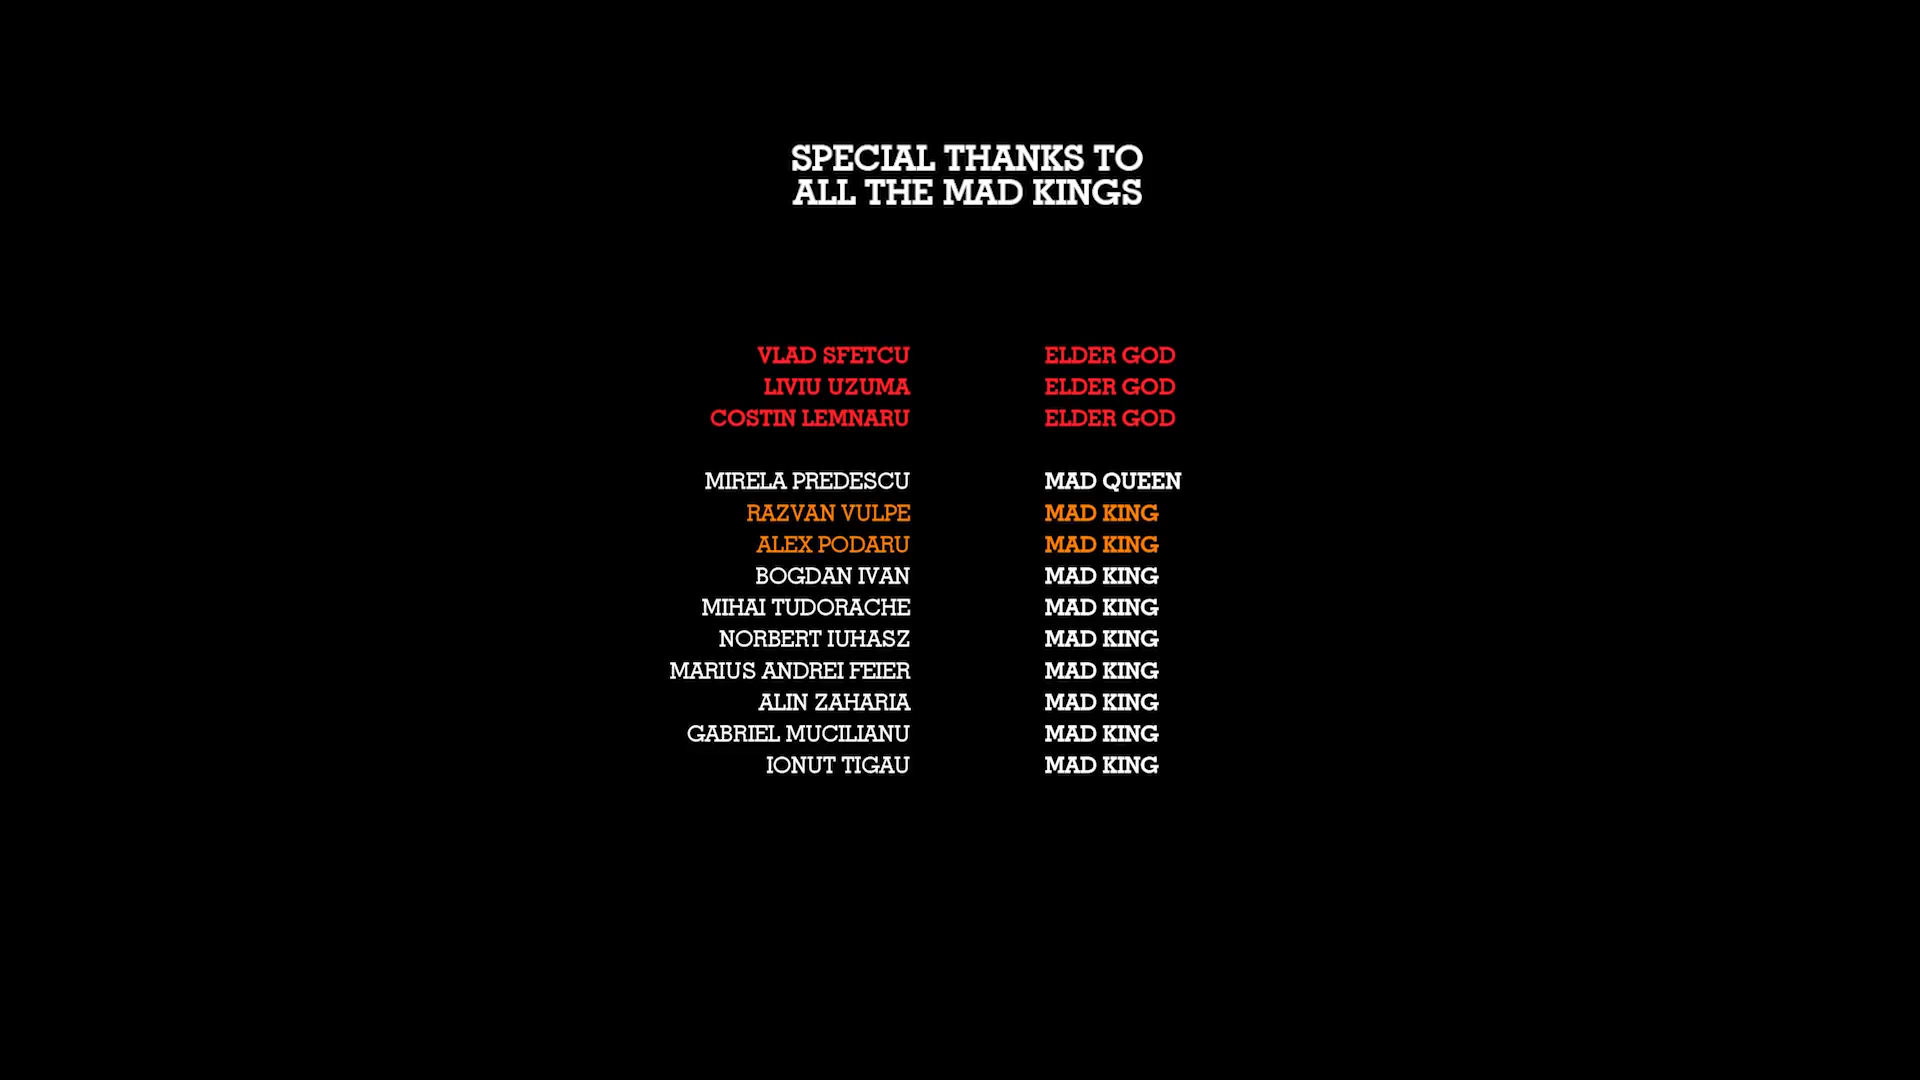 SPECIAL THANKS TO
ALL THE MAD KINGS
VLAD SFETCU ELDER GOD
LIVIU UZUMA ELDER GOD
COSTIN LEMNARU ELDER GOD
MIRELA PREDESCU MAD QUEEN
RAZVAN VULPE MAD KING
ALEX PODARU MAD KING
BOGDAN IVAN MAD KING
MIHAI TUDORACHE MAD KING
NORBERT IUHASZ MAD KING
MARIUS ANDREI FEIER MAD KING
ALIN ZAHARIA MAD KING
GABRIEL MUCILIANU MAD KING
IONUT TIGAU MAD KING